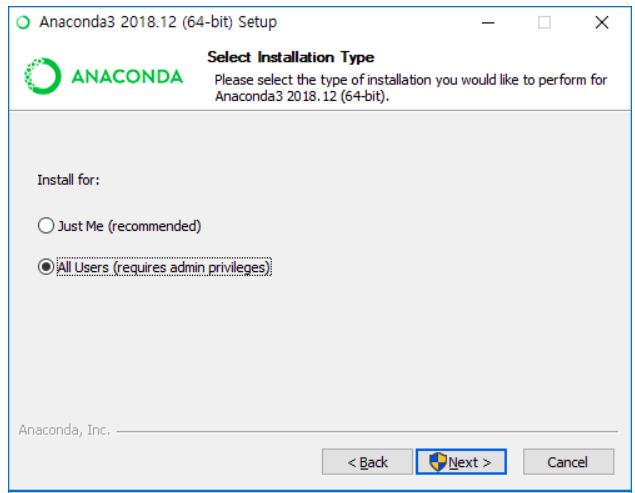 Anaconda3 2018.12 (64-bit) Setup
ANACONDA
Select Installation Type
Please select the type of installation you would like to perform for
Anaconda3 2018.12 (64-bit).
Install for:
Just Me (recommended)
All Users (requires admin privileges)
Anaconda, Inc.
< Back
Next >
Cancel